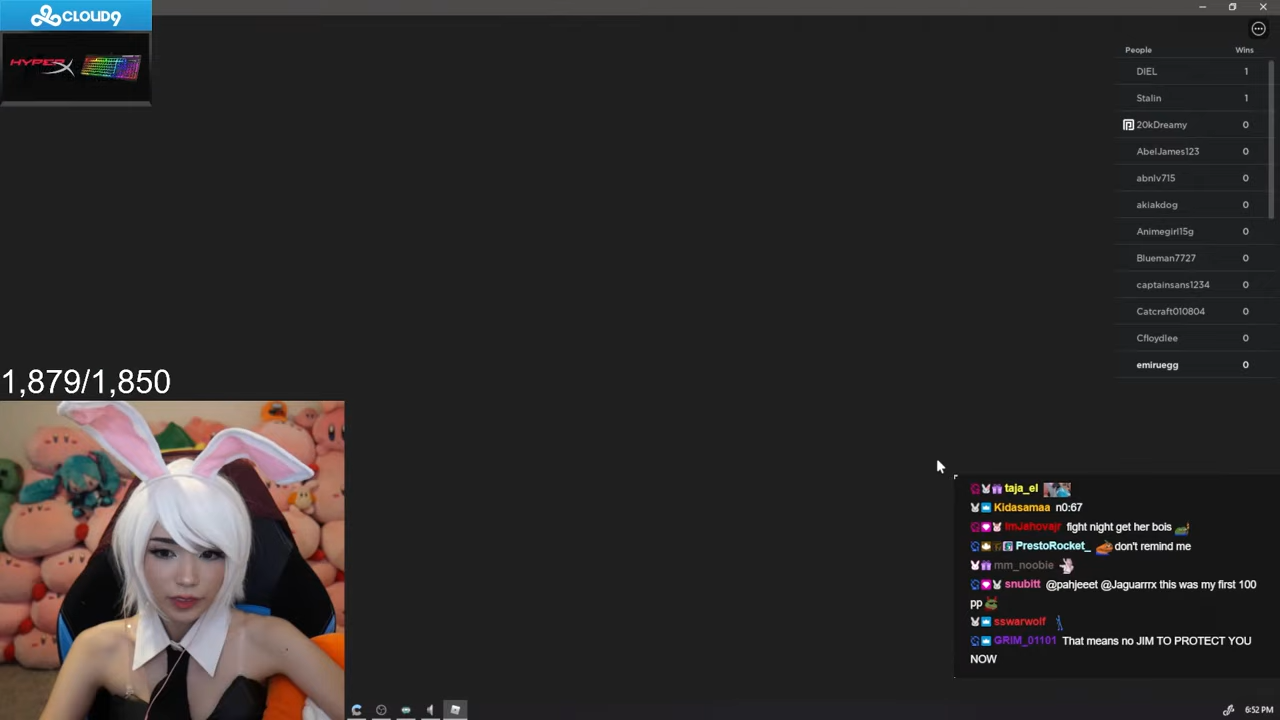 CLOUD9
HYPERX
People Wins
DIEL 1
Stalin 1
20kDreamy 0
AbelJames123 0
abnlv715 0
akiakdog 0
Animegirl15g 0
Blueman7727 0
captainsans1234 0
Catcraft010804 0
Cfloydlee 0
emiruegg 0
1,879/1,850
taja_el
Kidasamaa n0:67
ImJahovajr fight night get her bois
PrestoRocket_ don't remind me
mm_noobie
snubitt @pahjeeet @Jaguarrrx this was my first 100
pp
sswarwolf
GRIM_01101 That means no JIM TO PROTECT YOU
NOW
6:52 PM